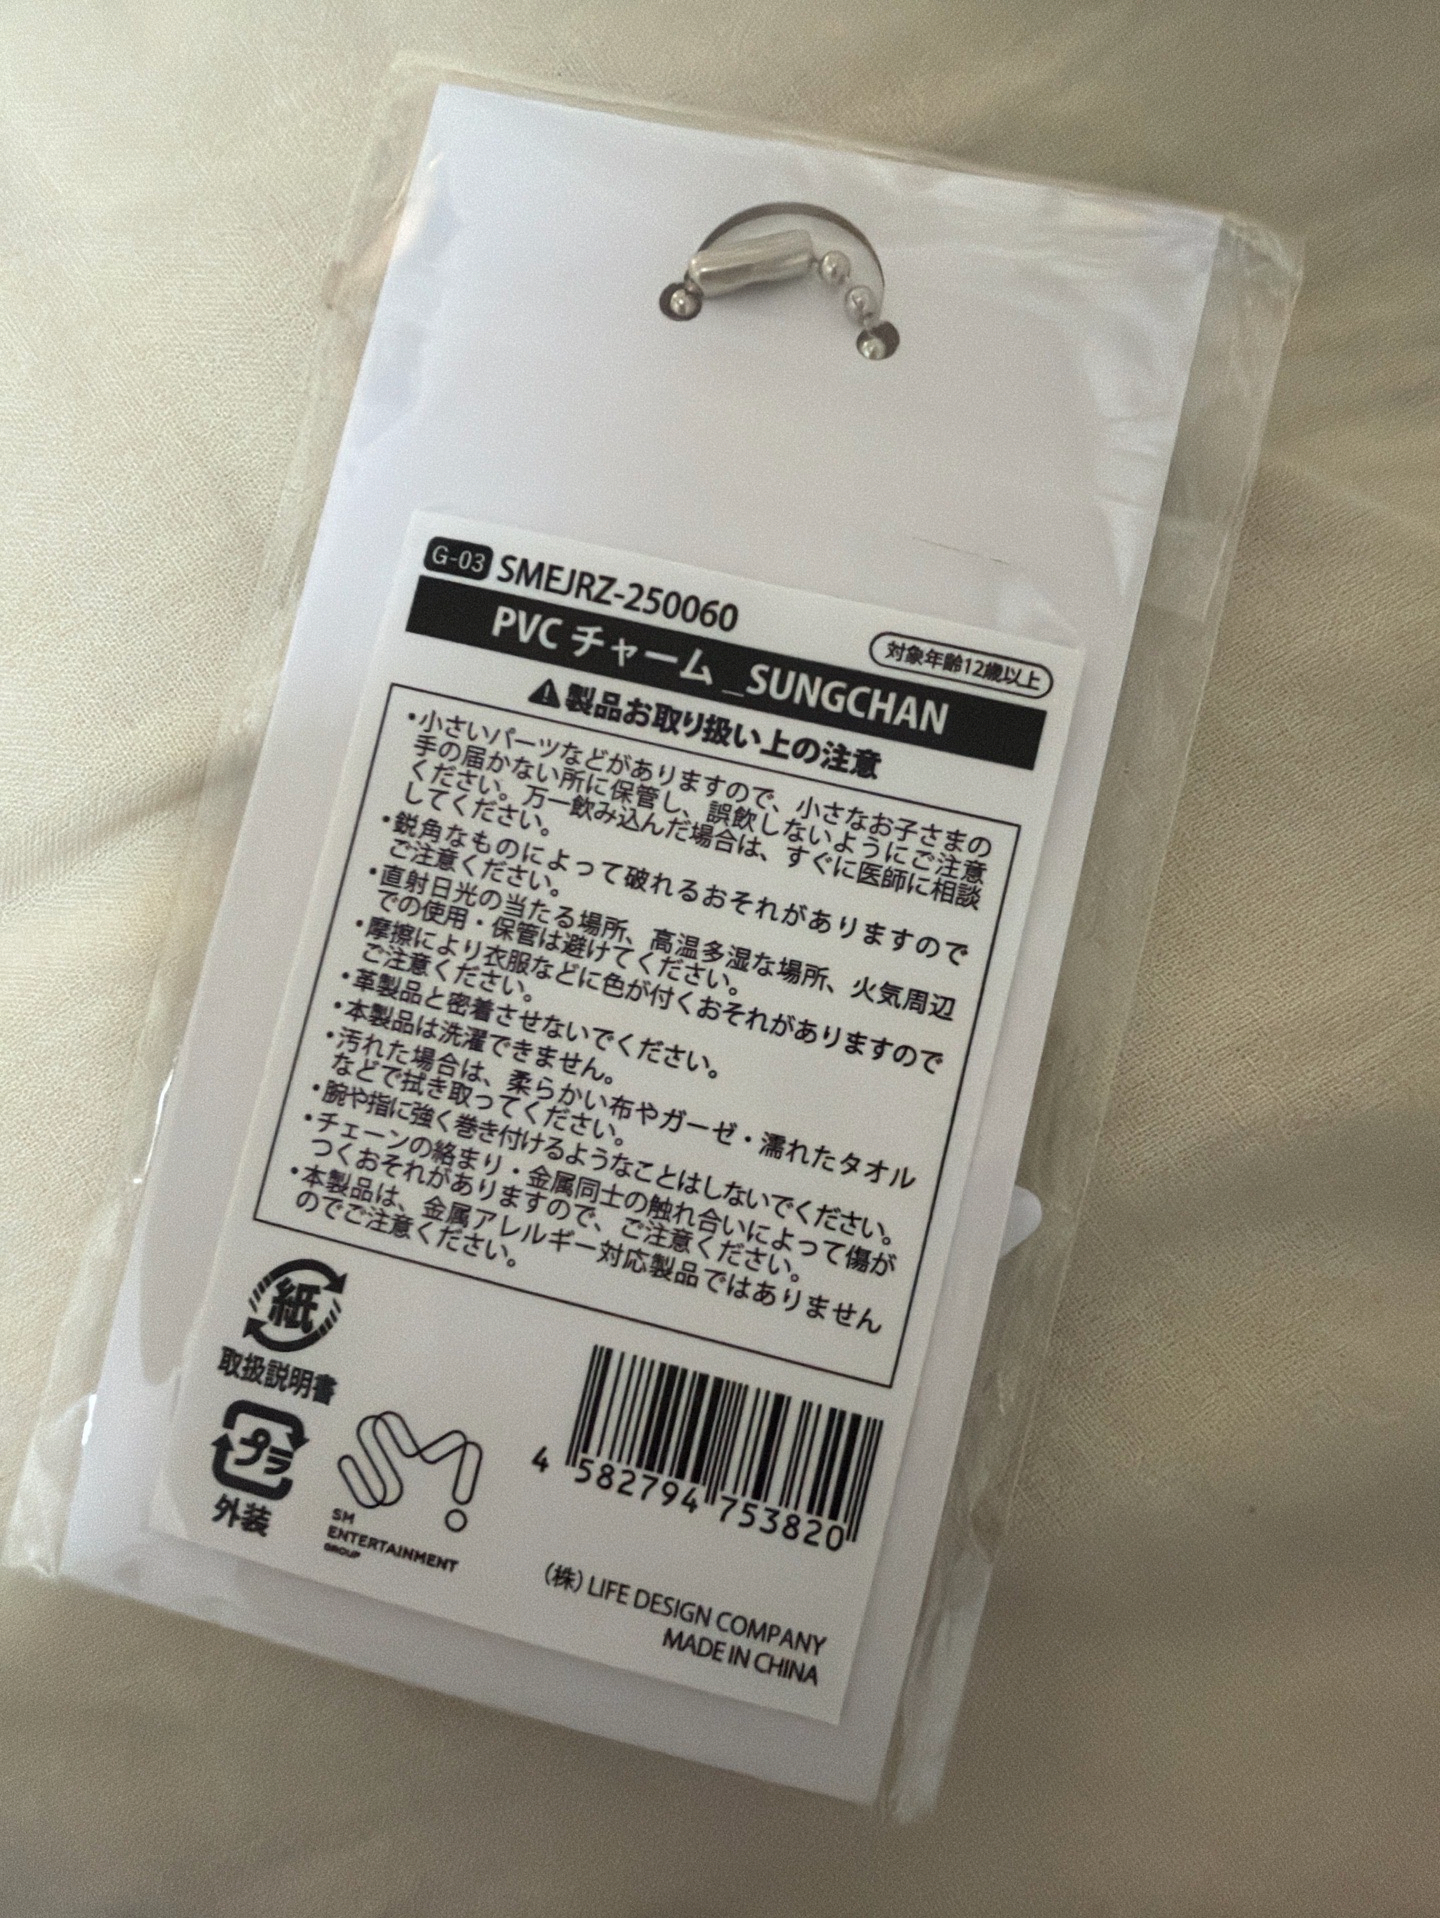 G-03 SMEJRZ-250060
対象年齢12歳以上
PVC チャーム _SUNGCHAN
製品お取り扱い上の注意
・小さいパーツなどがありますので、小さなお子さまの
手の届かない所に保管し、誤飲しないようにご注意
ください。万一飲み込んだ場合は、すぐに医師に相談
してください。
・鋭角なものによって破れるおそれがありますので
ご注意ください。
・直射日光の当たる場所、高温多湿な場所、火気周辺
での使用・保管は避けてください。
・摩擦により衣服などに色が付くおそれがありますので
ご注意ください。
・革製品と密着させないでください。
・本製品は洗濯できません。
・汚れた場合は、柔らかい布やガーゼ・濡れたタオル
などで拭き取ってください。
・腕や指に強く巻き付けるようなことはしないでください。
・チェーンの絡まり・金属同士の触れ合いによって傷が
つくおそれがありますので、ご注意ください。
・本製品は、金属アレルギー対応製品ではありません
のでご注意ください。
紙
取扱説明書
プラ
外装
SM
ENTERTAINMENT
GROUP
4 582794 753820
(株) LIFE DESIGN COMPANY
MADE IN CHINA